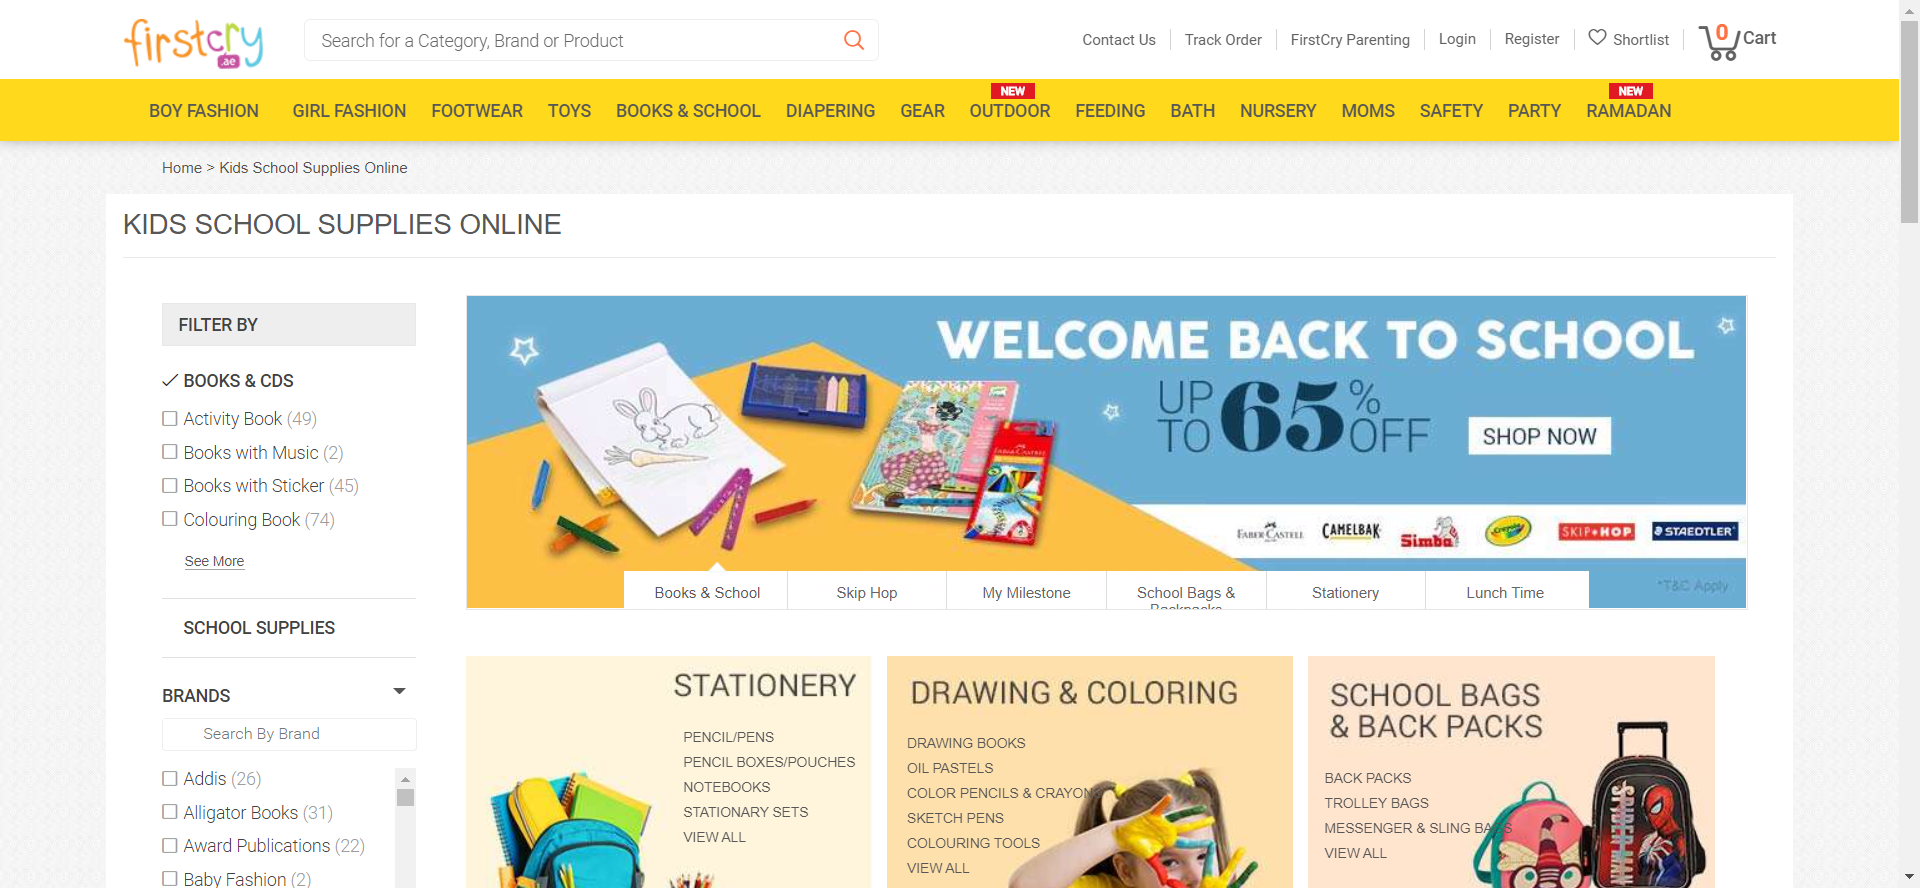 firstcry
.ae
Search for a Category, Brand or Product
Contact Us
Track Order
FirstCry Parenting
Login
Register
Shortlist
0
Cart
BOY FASHION
GIRL FASHION
FOOTWEAR
TOYS
BOOKS & SCHOOL
DIAPERING
GEAR
NEW
OUTDOOR
FEEDING
BATH
NURSERY
MOMS
SAFETY
PARTY
NEW
RAMADAN
Home > Kids School Supplies Online
KIDS SCHOOL SUPPLIES ONLINE
FILTER BY
BOOKS & CDS
Activity Book (49)
Books with Music (2)
Books with Sticker (45)
Colouring Book (74)
See More
SCHOOL SUPPLIES
BRANDS
Search By Brand
Addis (26)
Alligator Books (31)
Award Publications (22)
Baby Fashion (2)
WELCOME BACK TO SCHOOL
UP TO 65% OFF
SHOP NOW
FABER-CASTELL
FABER-CASTELL
CAMELBAK
Simba
Crayola
SKIP HOP
STAEDTLER
*T&C Apply
Books & School
Skip Hop
My Milestone
School Bags &
Backpacks
Stationery
Lunch Time
STATIONERY
PENCIL/PENS
PENCIL BOXES/POUCHES
NOTEBOOKS
STATIONARY SETS
VIEW ALL
DRAWING & COLORING
DRAWING BOOKS
OIL PASTELS
COLOR PENCILS & CRAYON
SKETCH PENS
COLOURING TOOLS
VIEW ALL
SCHOOL BAGS
& BACK PACKS
BACK PACKS
TROLLEY BAGS
MESSENGER & SLING BAGS
VIEW ALL
SPIDER-MAN